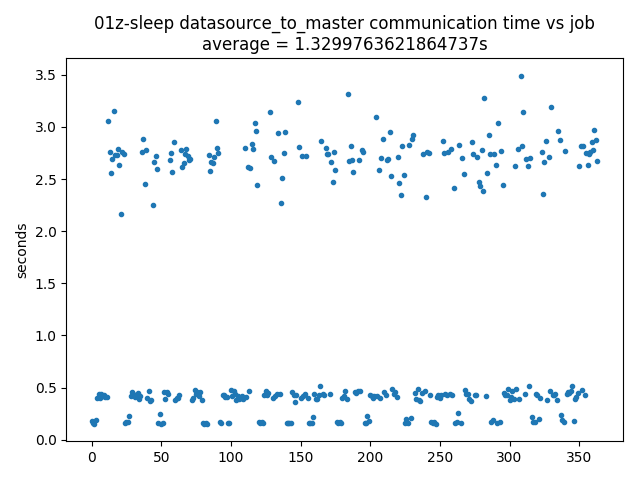 01z-sleep datasource_to_master communication time vs job
average = 1.3299763621864737s
3.5
3.0
2.5
2.0
1.5
1.0
0.5
0.0
seconds
0 50 100 150 200 250 300 350